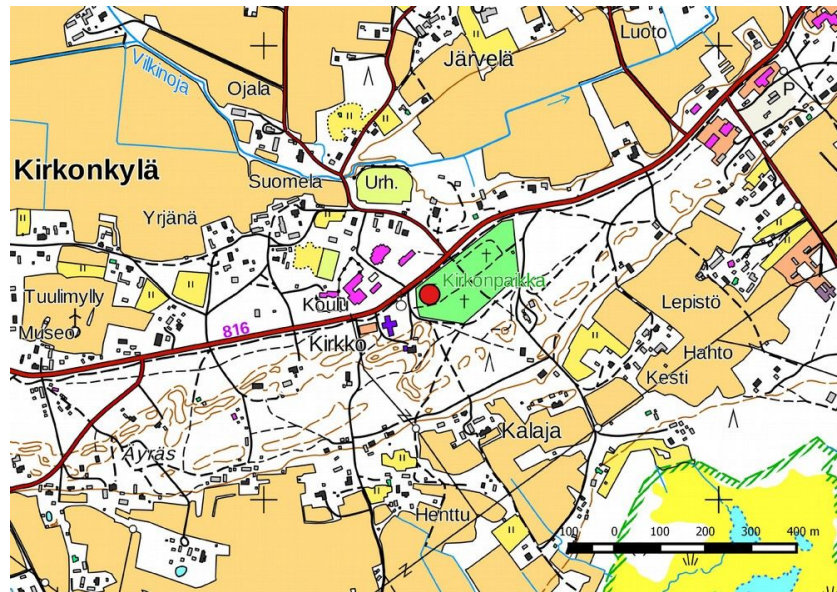 Luoto
Järvelä
Vilkinoja
Ojala
P
Kirkonkylä
Suomela
Urh.
Yrjänä
Kirkonpaikka
Tuulimylly
Koulu
Lepistö
Museo
816
Kirkko
Hahto
Kesti
Kalaja
Äyräs
Henttu
100 0 100 200 300 400 m